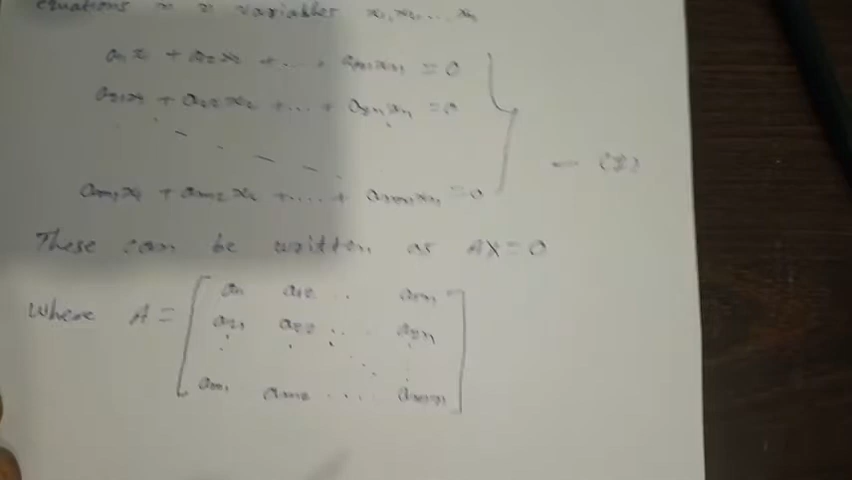 equations in n variables x₁, x₂, ... xₙ
a₁₁x₁ + a₁₂x₂ + ... + a₁ₙxₙ = 0
a₂₁x₁ + a₂₂x₂ + ... + a₂ₙxₙ = 0
aₘ₁x₁ + aₘ₂x₂ + .... + aₘₙxₙ = 0
These can be written as AX = 0
Where A = [ a₁₁ a₁₂ .. a₁ₙ
a₂₁ a₂₂ ... a₂ₙ
aₘ₁ aₘ₂ .... aₘₙ ]